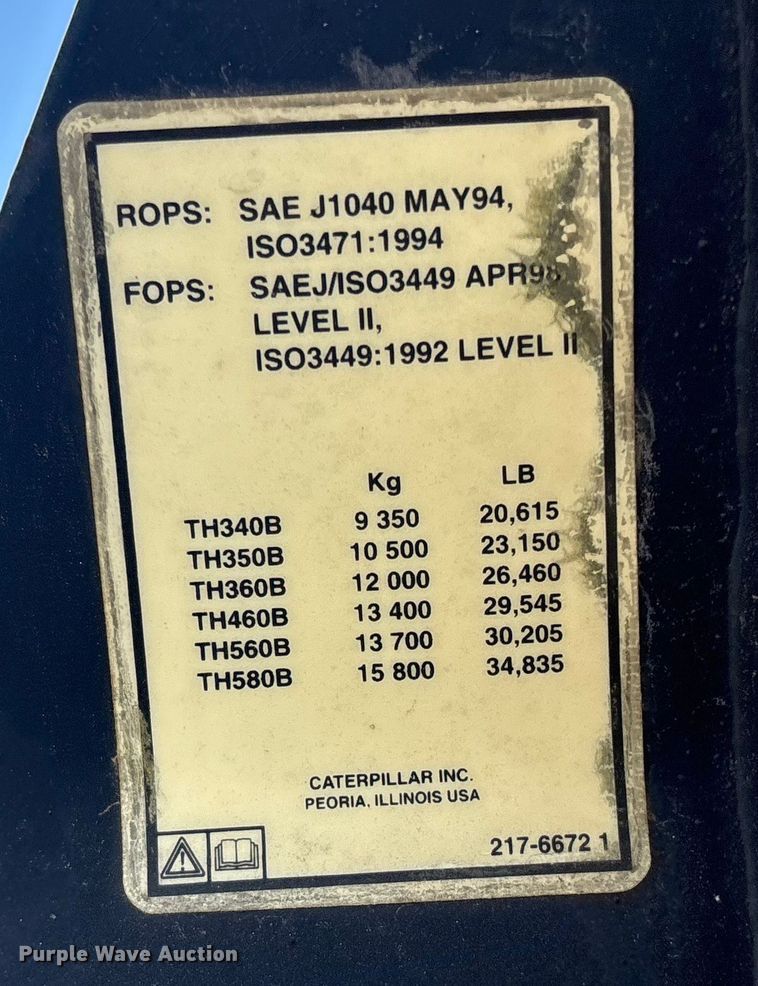 ROPS: SAE J1040 MAY94,
ISO3471:1994
FOPS: SAEJ/ISO3449 APR98,
LEVEL II,
ISO3449:1992 LEVEL II
Kg LB
TH340B 9 350 20,615
TH350B 10 500 23,150
TH360B 12 000 26,460
TH460B 13 400 29,545
TH560B 13 700 30,205
TH580B 15 800 34,835
CATERPILLAR INC.
PEORIA, ILLINOIS USA
217-6672 1
Purple Wave Auction